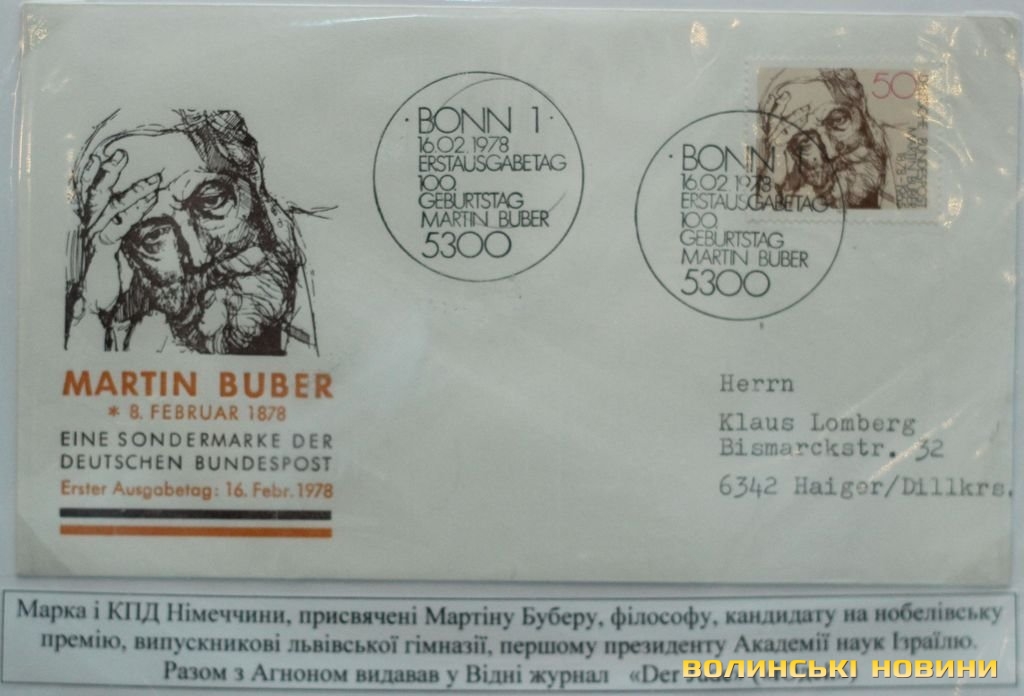 BONN 1
16.02.1978
ERSTAUSGABETAG
100.
GEBURTSTAG
MARTIN BUBER
5300
BONN 1
16.02.1978
ERSTAUSGABETAG
100.
GEBURTSTAG
MARTIN BUBER
5300
50
MARTIN BUBER
* 8. FEBRUAR 1878
EINE SONDERMARKE DER
DEUTSCHEN BUNDESPOST
Erster Ausgabetag: 16. Febr. 1978
Herrn
Klaus Lomberg
Bismarckstr. 32
6342 Haiger/Dillkrs.
Марка і КПД Німеччини, присвячені Мартіну Буберу, філософу, кандидату на нобелівську
премію, випускникові львівської гімназії, першому президенту Академії наук Ізраїлю.
Разом з Агноном видавав у Відні журнал «Der
ВОЛИНСЬКІ НОВИНИ